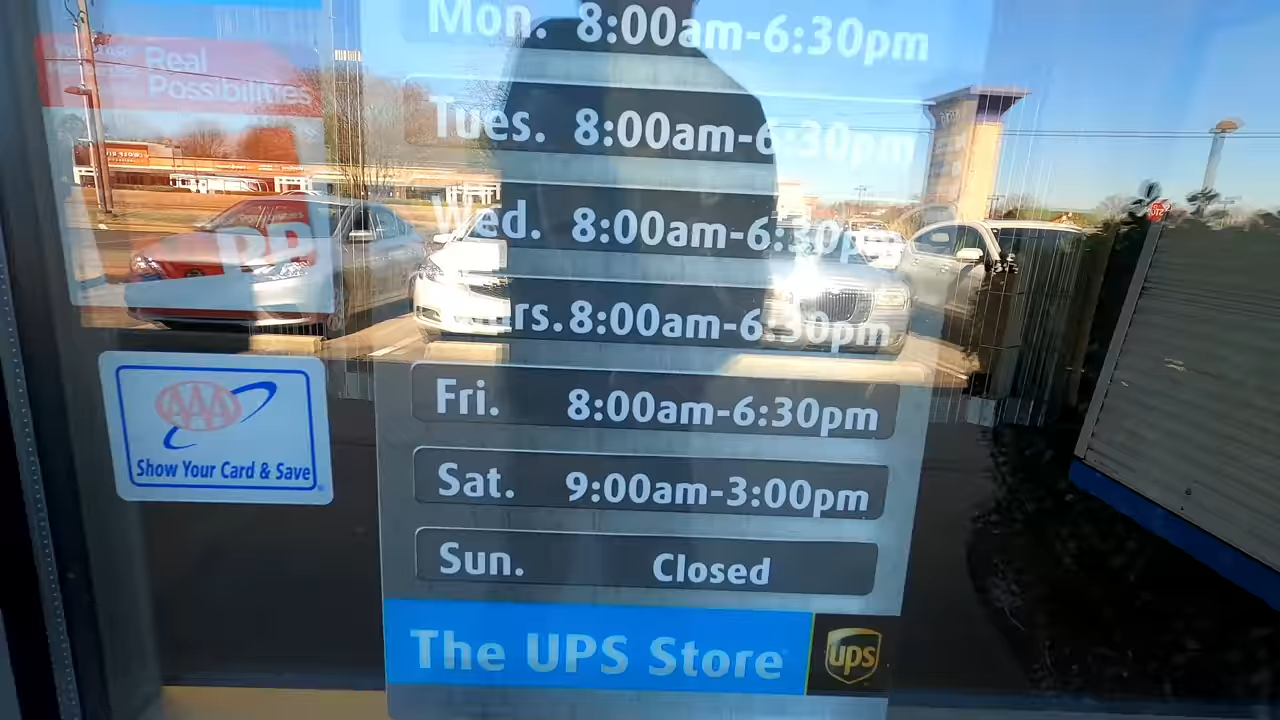 Real
Possibilities
Mon. 8:00am-6:30pm
Tues. 8:00am-6:30pm
Wed. 8:00am-6:30pm
rs. 8:00am-6:30pm
Fri. 8:00am-6:30pm
Sat. 9:00am-3:00pm
Sun. Closed
AAA
Show Your Card & Save
The UPS Store
ups